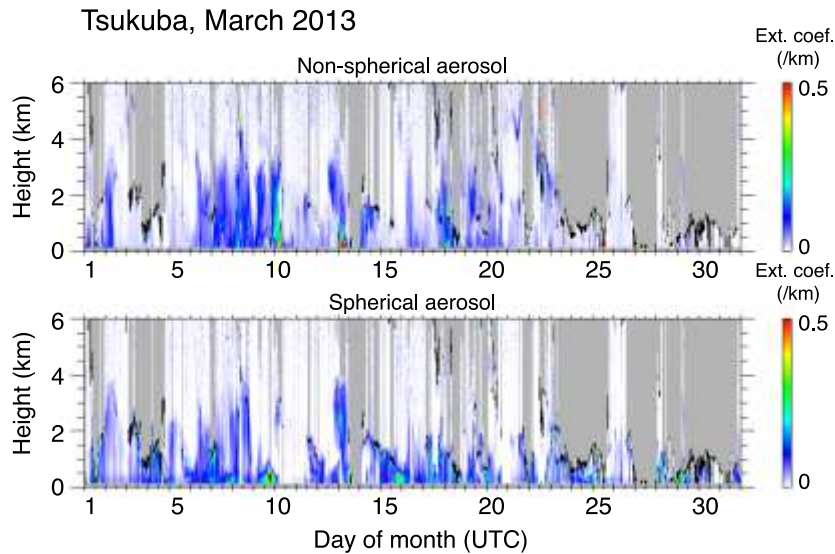 Tsukuba, March 2013
Ext. coef.
(/km)
Non-spherical aerosol
6
4
2
0
Height (km)
0.5
0
1 5 10 15 20 25 30
Ext. coef.
(/km)
Spherical aerosol
6
4
2
0
Height (km)
0.5
0
1 5 10 15 20 25 30
Day of month (UTC)